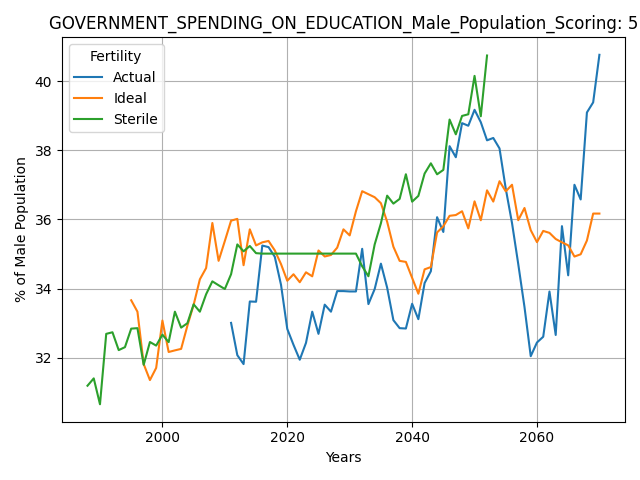 GOVERNMENT_SPENDING_ON_EDUCATION_Male_Population_Scoring: 5
Fertility
Actual
Ideal
Sterile
% of Male Population
40
38
36
34
32
2000 2020 2040 2060
Years